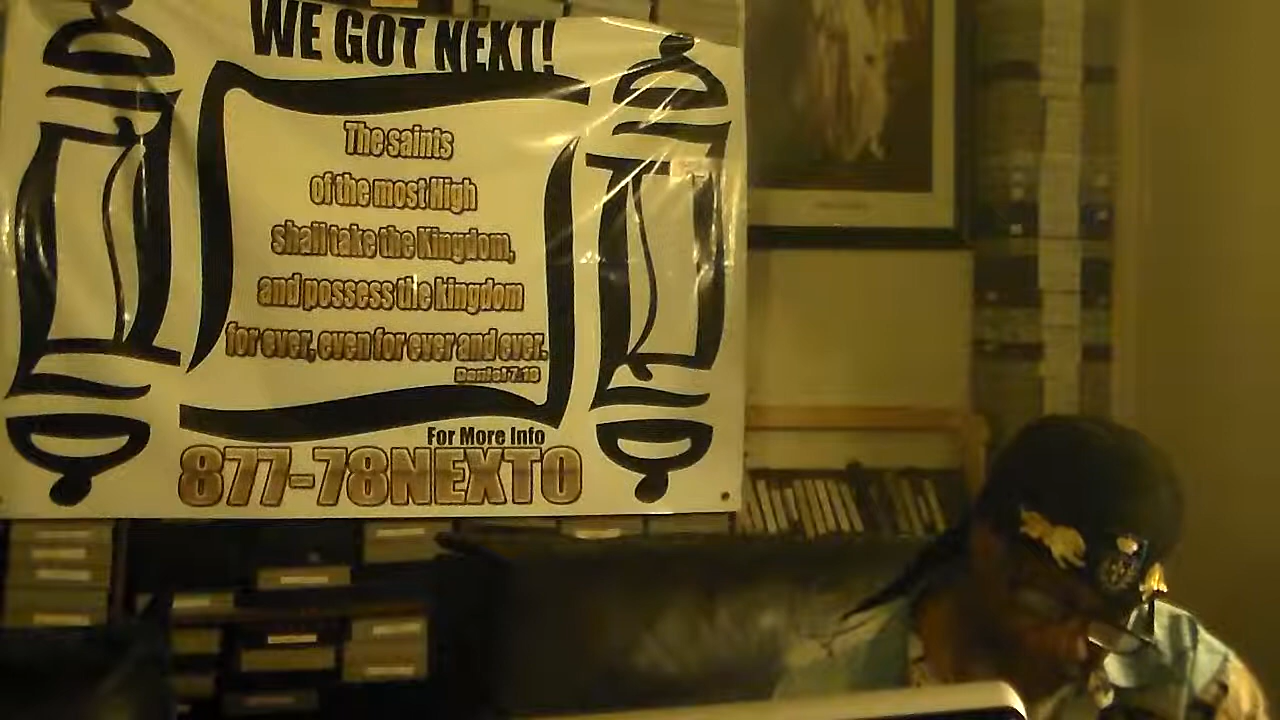 WE GOT NEXT!
The saints
of the most High
shall take the Kingdom,
and possess the kingdom
for ever, even for ever and ever.
Daniel 7:18
For More Info
877-78NEXT0